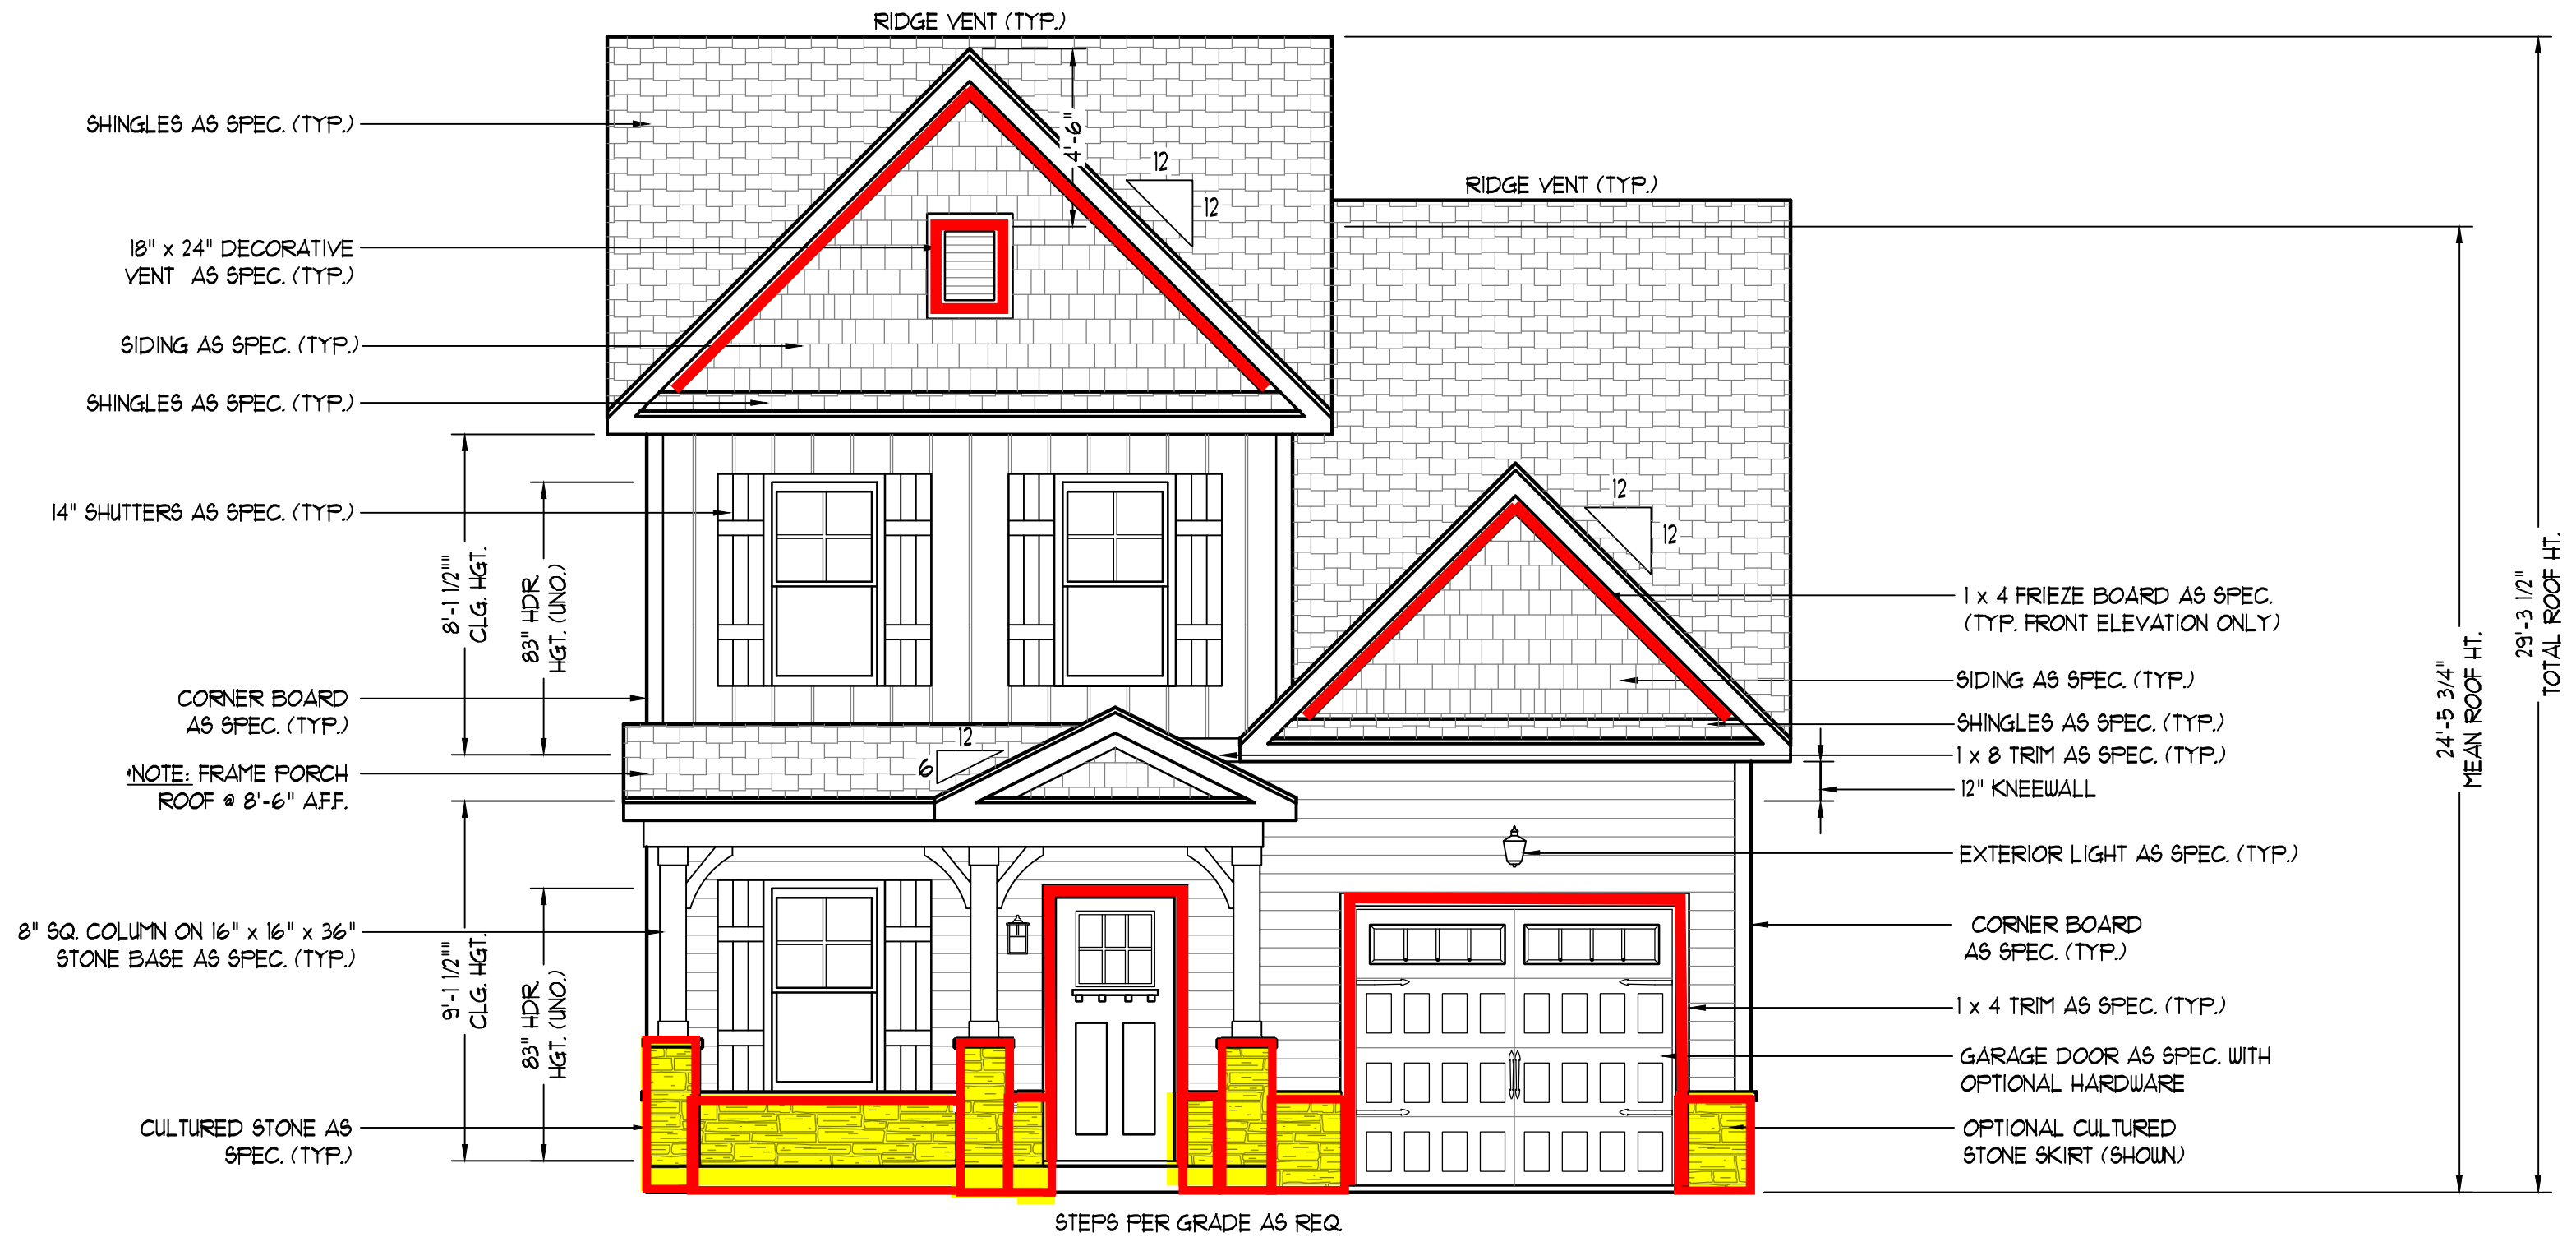 RIDGE VENT (TYP.)
SHINGLES AS SPEC. (TYP.)
4'-6"
12
12
RIDGE VENT (TYP.)
18" x 24" DECORATIVE
VENT AS SPEC. (TYP.)
SIDING AS SPEC. (TYP.)
SHINGLES AS SPEC. (TYP.)
14" SHUTTERS AS SPEC. (TYP.)
8'-1 1/2""
CLG. HGT.
83" HDR
HGT. (UNO.)
12
12
1 x 4 FRIEZE BOARD AS SPEC.
(TYP. FRONT ELEVATION ONLY)
29'-3 1/2"
TOTAL ROOF HT.
24'-5 3/4"
MEAN ROOF HT.
SIDING AS SPEC. (TYP.)
CORNER BOARD
AS SPEC. (TYP.)
SHINGLES AS SPEC. (TYP.)
12
6
1 x 8 TRIM AS SPEC. (TYP.)
*NOTE: FRAME PORCH
ROOF @ 8'-6" A.F.F.
12" KNEEWALL
EXTERIOR LIGHT AS SPEC. (TYP.)
8" SQ. COLUMN ON 16" x 16" x 36"
STONE BASE AS SPEC. (TYP.)
9'-1 1/2""
CLG. HGT.
83" HDR
HGT. (UNO.)
CORNER BOARD
AS SPEC. (TYP.)
1 x 4 TRIM AS SPEC. (TYP.)
GARAGE DOOR AS SPEC. WITH
OPTIONAL HARDWARE
CULTURED STONE AS
SPEC. (TYP.)
OPTIONAL CULTURED
STONE SKIRT (SHOWN)
STEPS PER GRADE AS REQ.